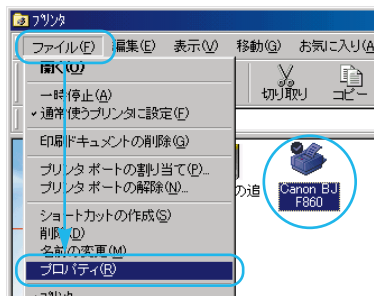 プリンタ
ファイル(F) 編集(E) 表示(V) 移動(G) お気に入り(A
開く(O)
一時停止(A)
通常使うプリンタに設定(F)
印刷ドキュメントの削除(G)
プリンタ ポートの割り当て(P)...
プリンタ ポートの解除(N)...
ショートカットの作成(S)
削除(D)
名前の変更(M)
プロパティ(R)
切り取り コピー
の追
Canon BJ
F860